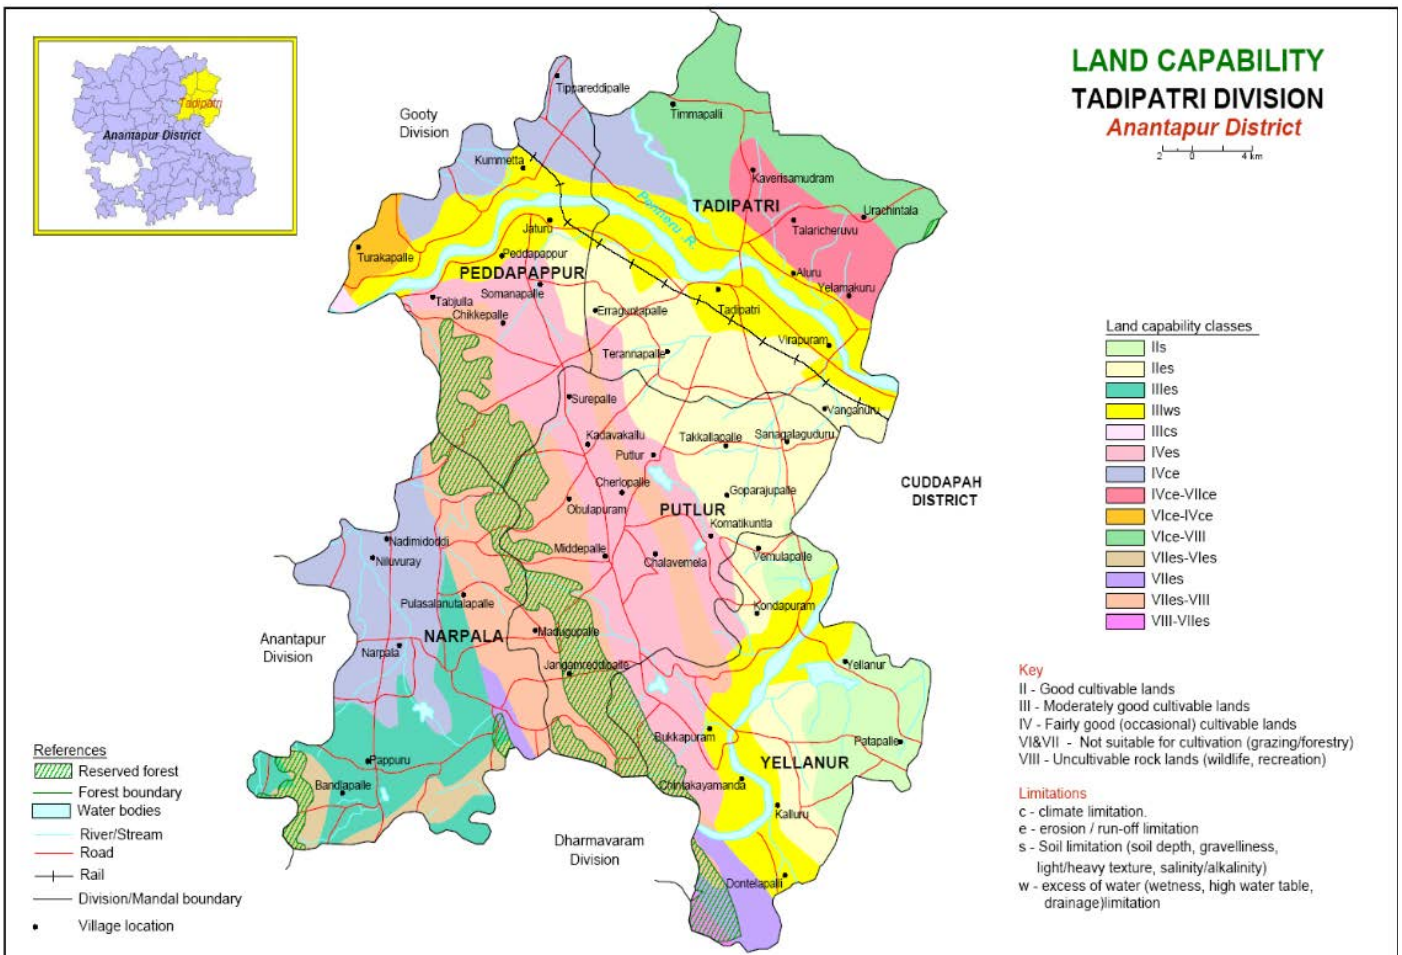 LAND CAPABILITY
TADIPATRI DIVISION
Anantapur District
2 0 4 km
Tadipatri
Anantapur District
Gooty
Division
Tippareddipalle
Timmapalli
Kummetta
Kaverisamudram
Penneru R.
TADIPATRI
Urachintala
Talaricheruvu
Jaturu
Turakapalle
Peddapappur
PEDDAPAPPUR
Aluru
Yelamakuru
Somanapalle
Tabjulla
Chikkepalle
Erraguntapalle
Tadipatri
Virapuram
Terannapalle
Surepalle
Vanganuru
Kadavakallu
Takkallapalle
Sanagalaguduru
Putlur
Cherlopalle
Goparajupalle
Obulapuram
PUTLUR
Komatikuntla
CUDDAPAH
DISTRICT
Nadimidoddi
Niluvuray
Middepalle
Chalavemela
Vemulapalle
Pulasalanutalapalle
Kondapuram
NARPALA
Madugupalle
Anantapur
Division
Narpala
Jangamreddipalle
Yellanur
Bukkapuram
Patapalle
YELLANUR
Pappuru
Bandlapalle
Chintakayamanda
Kalluru
Dharmavaram
Division
Dontelapalli
Land capability classes
IIs
IIes
IIIes
IIIws
IIIcs
IVes
IVce
IVce-VIIce
VIce-IVce
VIce-VIII
VIIes-VIes
VIIes
VIIes-VIII
VIII-VIIes
Key
II - Good cultivable lands
III - Moderately good cultivable lands
IV - Fairly good (occasional) cultivable lands
VI&VII - Not suitable for cultivation (grazing/forestry)
VIII - Uncultivable rock lands (wildlife, recreation)
Limitations
c - climate limitation.
e - erosion / run-off limitation
s - Soil limitation (soil depth, gravelliness,
light/heavy texture, salinity/alkalinity)
w - excess of water (wetness, high water table,
drainage)limitation
References
Reserved forest
Forest boundary
Water bodies
River/Stream
Road
Rail
Division/Mandal boundary
Village location